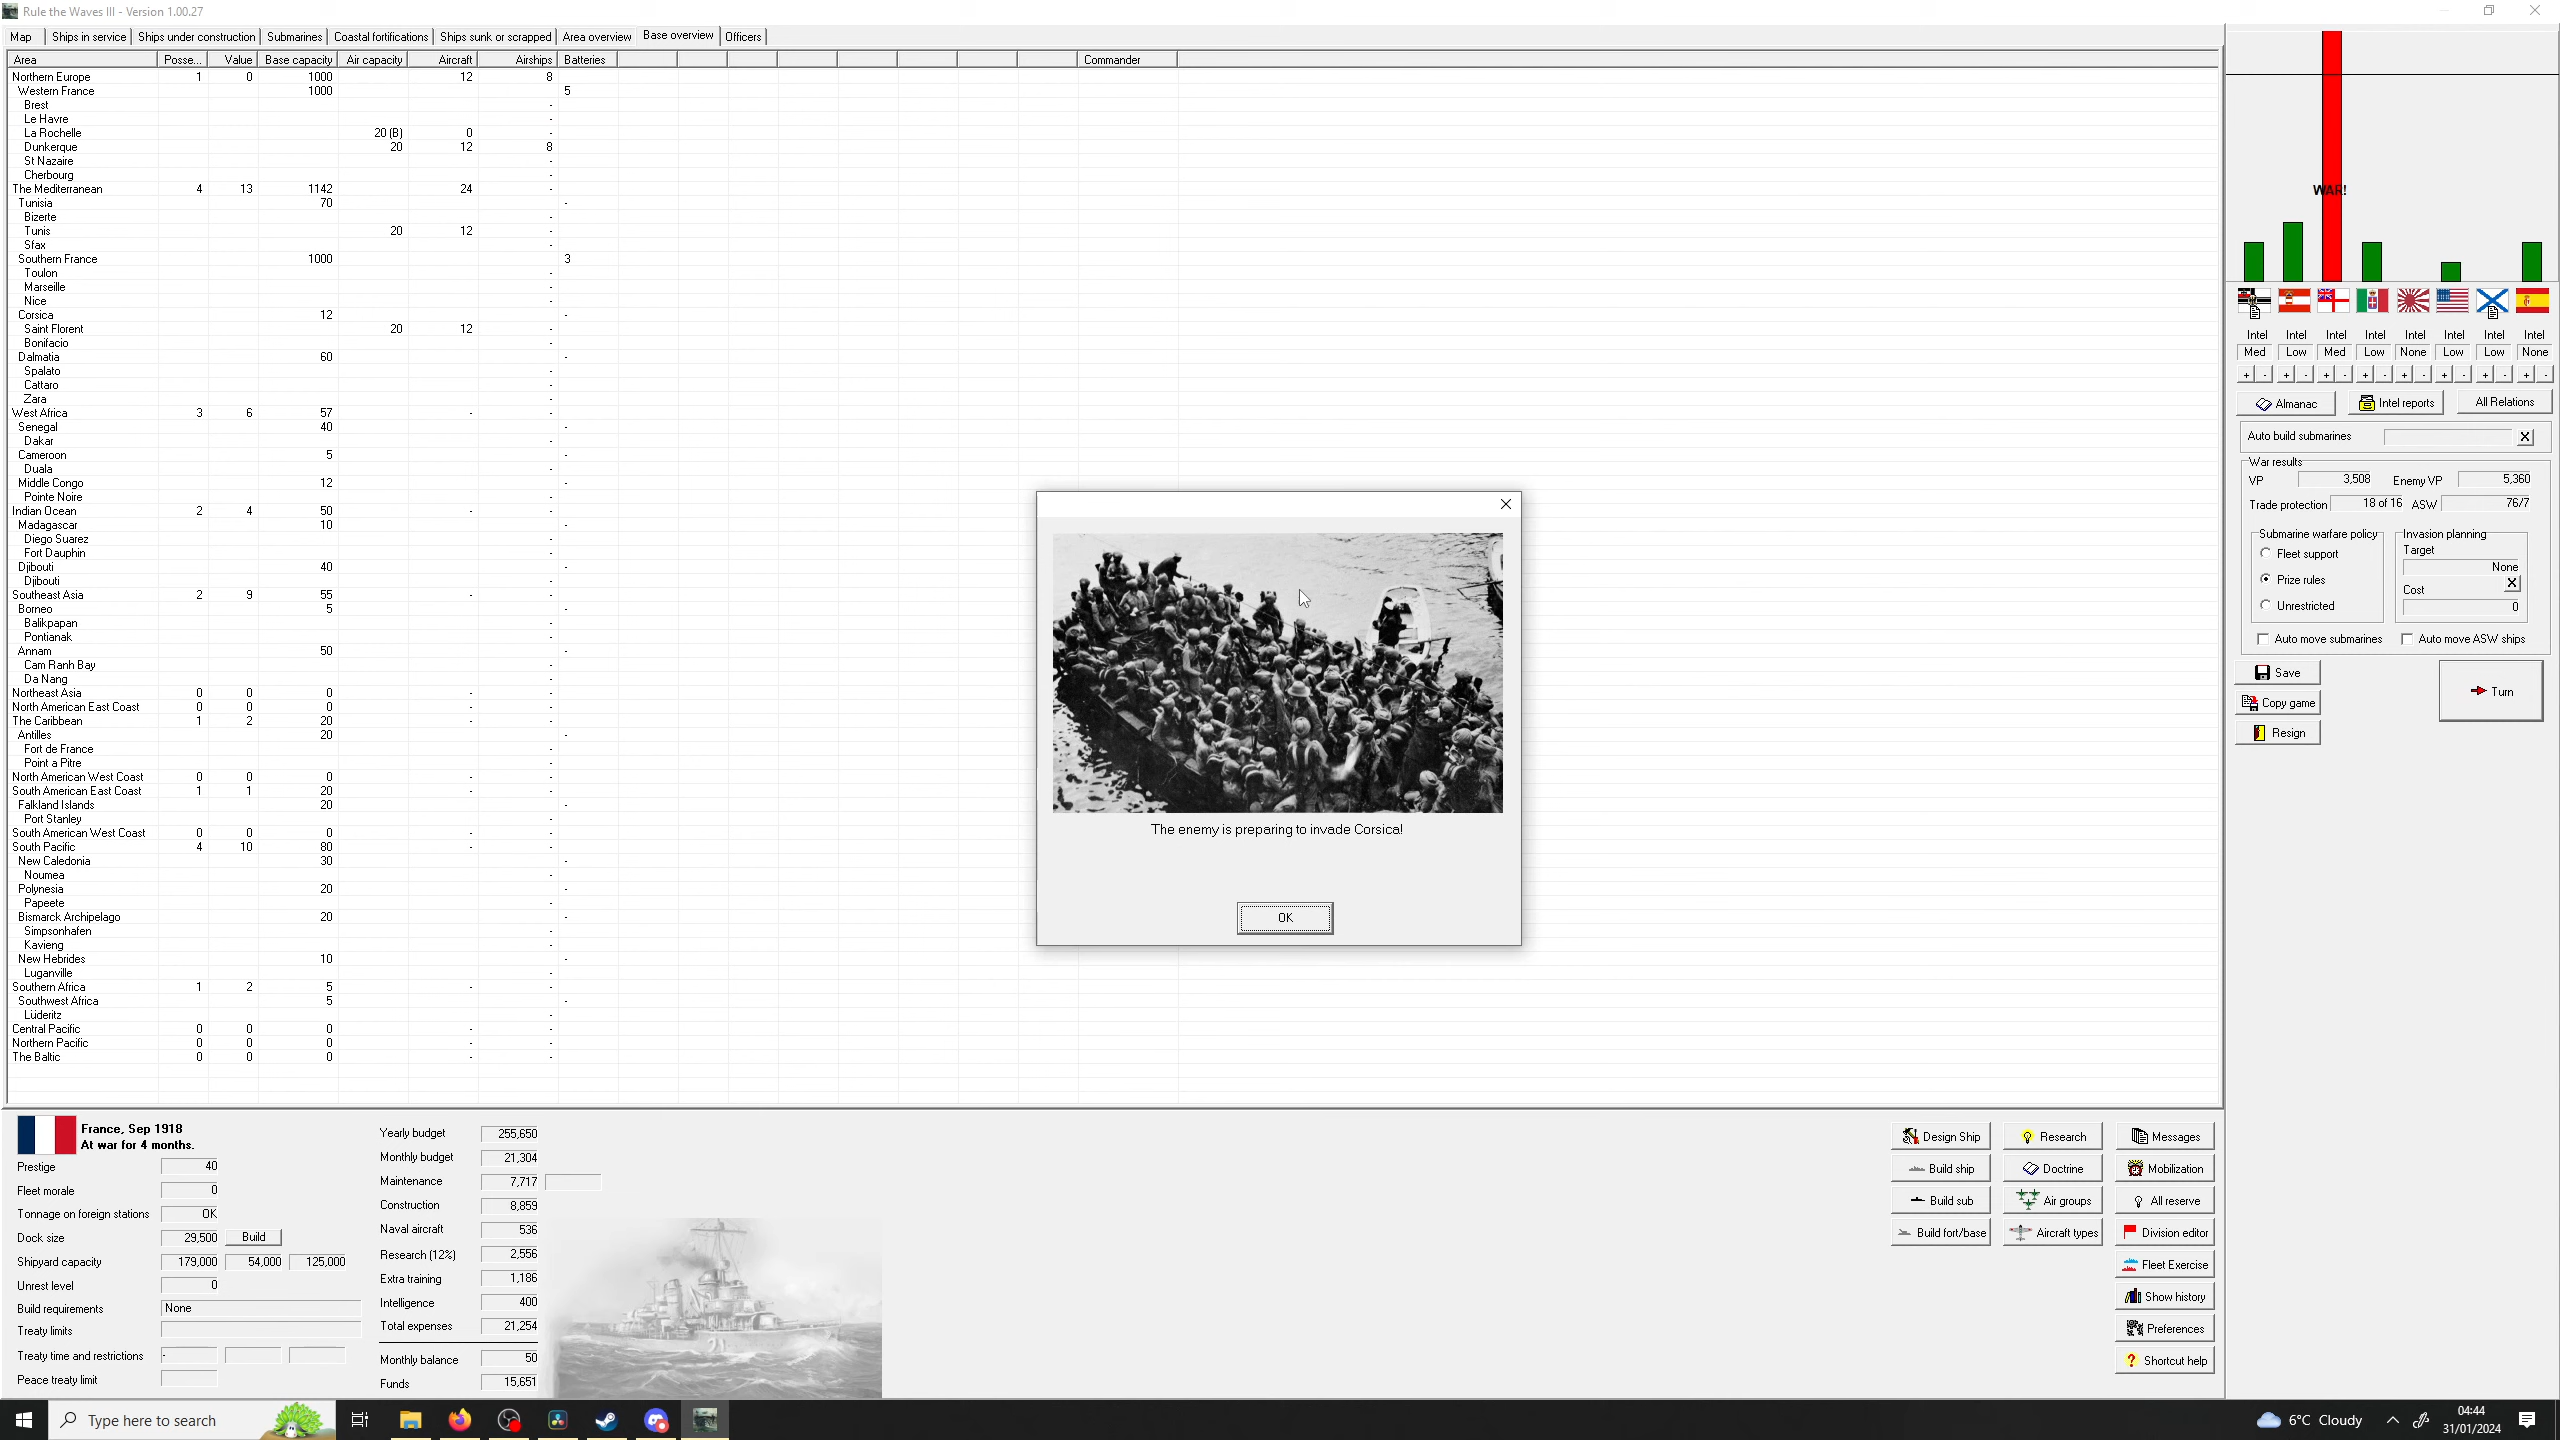 Rule the Waves III - Version 1.00.27
Map Ships in service Ships under construction Submarines Coastal fortifications Ships sunk or scrapped Area overview Base overview Officers
Area Posse... Value Base capacity Air capacity Aircraft Airships Batteries Commander
Northern Europe 1 0 1000 12 8
Western France 1000 5
Brest -
Le Havre -
La Rochelle 20 (B) 0 -
Dunkerque 20 12 8
St Nazaire -
Cherbourg -
The Mediterranean 4 13 1142 24 -
Tunisia 70 -
Bizerte -
Tunis 20 12 -
Sfax -
Southern France 1000 3
Toulon -
Marseille -
Nice -
Corsica 12 -
Saint Florent 20 12 -
Bonifacio -
Dalmatia 60 -
Spalato -
Cattaro -
Zara -
West Africa 3 6 57 - -
Senegal 40 -
Dakar -
Cameroon 5 -
Duala -
Middle Congo 12 -
Pointe Noire -
Indian Ocean 2 4 50 - -
Madagascar 10 -
Diego Suarez -
Fort Dauphin -
Djibouti 40 -
Djibouti -
Southeast Asia 2 9 55 - -
Borneo 5 -
Balikpapan -
Pontianak -
Annam 50 -
Cam Ranh Bay -
Da Nang -
Northeast Asia 0 0 0 - -
North American East Coast 0 0 0 - -
The Caribbean 1 2 20 - -
Antilles 20 -
Fort de France -
Point a Pitre -
North American West Coast 0 0 0 - -
South American East Coast 1 1 20 - -
Falkland Islands 20 -
Port Stanley -
South American West Coast 0 0 0 - -
South Pacific 4 10 80 - -
New Caledonia 30 -
Noumea -
Polynesia 20 -
Papeete -
Bismarck Archipelago 20 -
Simpsonhafen -
Kavieng -
New Hebrides 10 -
Luganville -
Southern Africa 1 2 5 - -
Southwest Africa 5 -
Lüderitz -
Central Pacific 0 0 0 - -
Northern Pacific 0 0 0 - -
The Baltic 0 0 0 - -
The enemy is preparing to invade Corsica!
OK
WAR!
Intel Intel Intel Intel Intel Intel Intel Intel
Med Low Med Low None Low Low None
+ - + - + - + - + - + - + - + -
Almanac Intel reports All Relations
Auto build submarines X
War results
VP 3,508 Enemy VP 5,360
Trade protection 18 of 16 ASW 76/7
Submarine warfare policy
Fleet support
Prize rules
Unrestricted
Invasion planning
Target
None
Cost X
0
Auto move submarines Auto move ASW ships
Save
Copy game
Resign
Turn
France, Sep 1918
At war for 4 months.
Prestige 40
Fleet morale 0
Tonnage on foreign stations OK
Dock size 29,500 Build
Shipyard capacity 179,000 54,000 125,000
Unrest level 0
Build requirements None
Treaty limits
Treaty time and restrictions -
Peace treaty limit
Yearly budget 255,650
Monthly budget 21,304
Maintenance 7,717
Construction 8,859
Naval aircraft 536
Research (12%) 2,556
Extra training 1,186
Intelligence 400
Total expenses 21,254
Monthly balance 50
Funds 15,651
Design Ship Research Messages
Build ship Doctrine Mobilization
Build sub Air groups All reserve
Build fort/base Aircraft types Division editor
Fleet Exercise
Show history
Preferences
Shortcut help
Type here to search
6°C Cloudy
04:44
31/01/2024